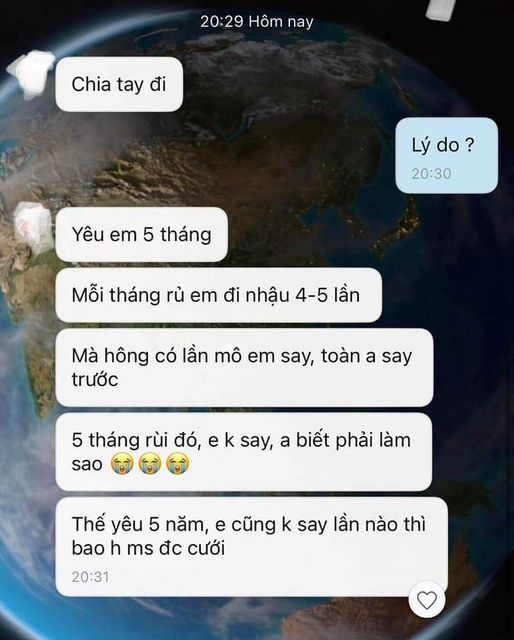 20:29 Hôm nay
Chia tay đi
Lý do ?
20:30
Yêu em 5 tháng
Mỗi tháng rủ em đi nhậu 4-5 lần
Mà hông có lần mô em say, toàn a say
trước
5 tháng rùi đó, e k say, a biết phải làm
sao 😭😭😭
Thế yêu 5 năm, e cũng k say lần nào thì
bao h ms đc cưới
20:31